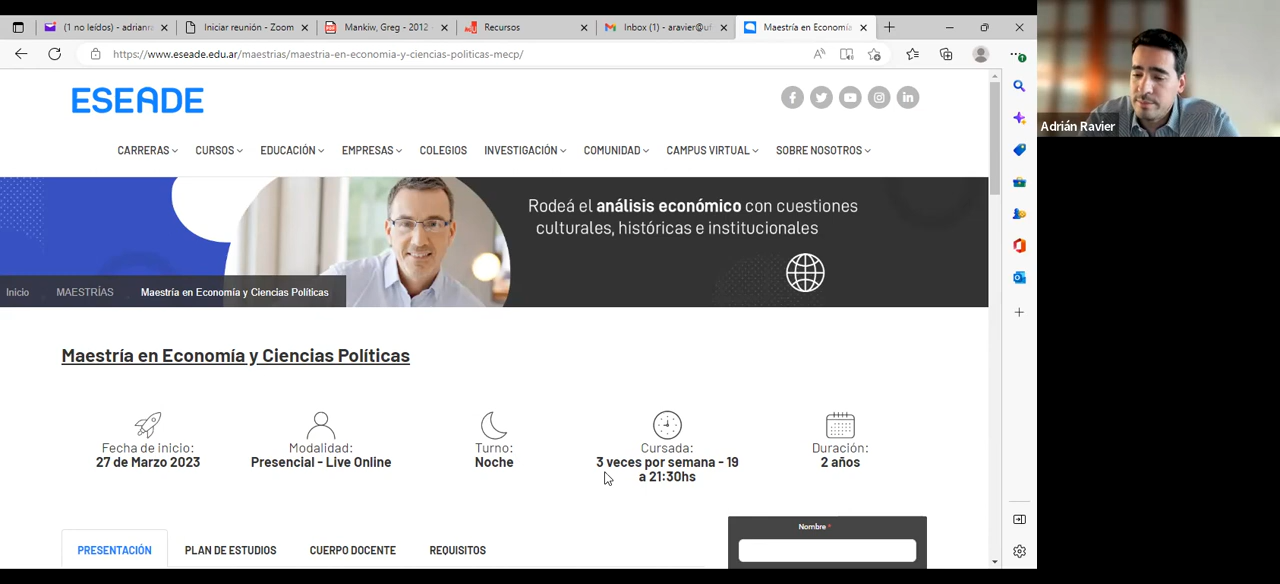 (1 no leídos) - adrianra
Iniciar reunión - Zoom
Mankiw, Greg - 2012 -
Recursos
Inbox (1) - aravier@uf
Maestría en Economía
https://www.eseade.edu.ar/maestrias/maestria-en-economia-y-ciencias-politicas-mecp/
Adrián Ravier
ESEADE
CARRERAS
CURSOS
EDUCACIÓN
EMPRESAS
COLEGIOS
INVESTIGACIÓN
COMUNIDAD
CAMPUS VIRTUAL
SOBRE NOSOTROS
Rodeá el análisis económico con cuestiones
culturales, históricas e institucionales
Inicio
MAESTRÍAS
Maestría en Economía y Ciencias Políticas
Maestría en Economía y Ciencias Políticas
Fecha de inicio:
27 de Marzo 2023
Modalidad:
Presencial - Live Online
Turno:
Noche
Cursada:
3 veces por semana - 19
a 21:30hs
Duración:
2 años
PRESENTACIÓN
PLAN DE ESTUDIOS
CUERPO DOCENTE
REQUISITOS
Nombre *